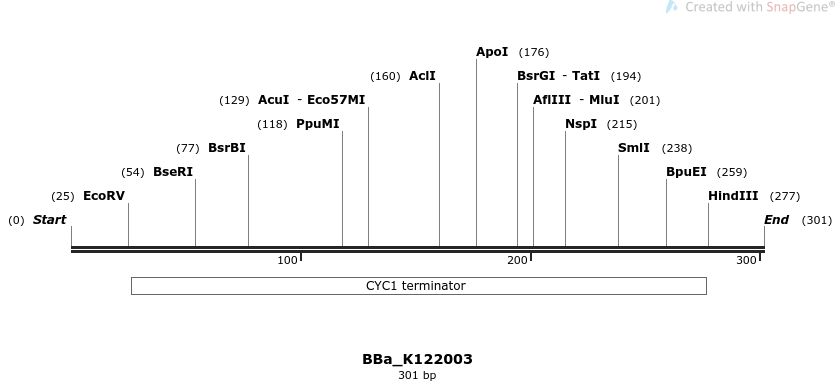 Created with SnapGene®
ApoI (176)
(160) AclI BsrGI - TatI (194)
(129) AcuI - Eco57MI AflIII - MluI (201)
(118) PpuMI NspI (215)
(77) BsrBI SmlI (238)
(54) BseRI BpuEI (259)
(25) EcoRV HindIII (277)
(0) Start End (301)
100 200 300
CYC1 terminator
BBa_K122003
301 bp